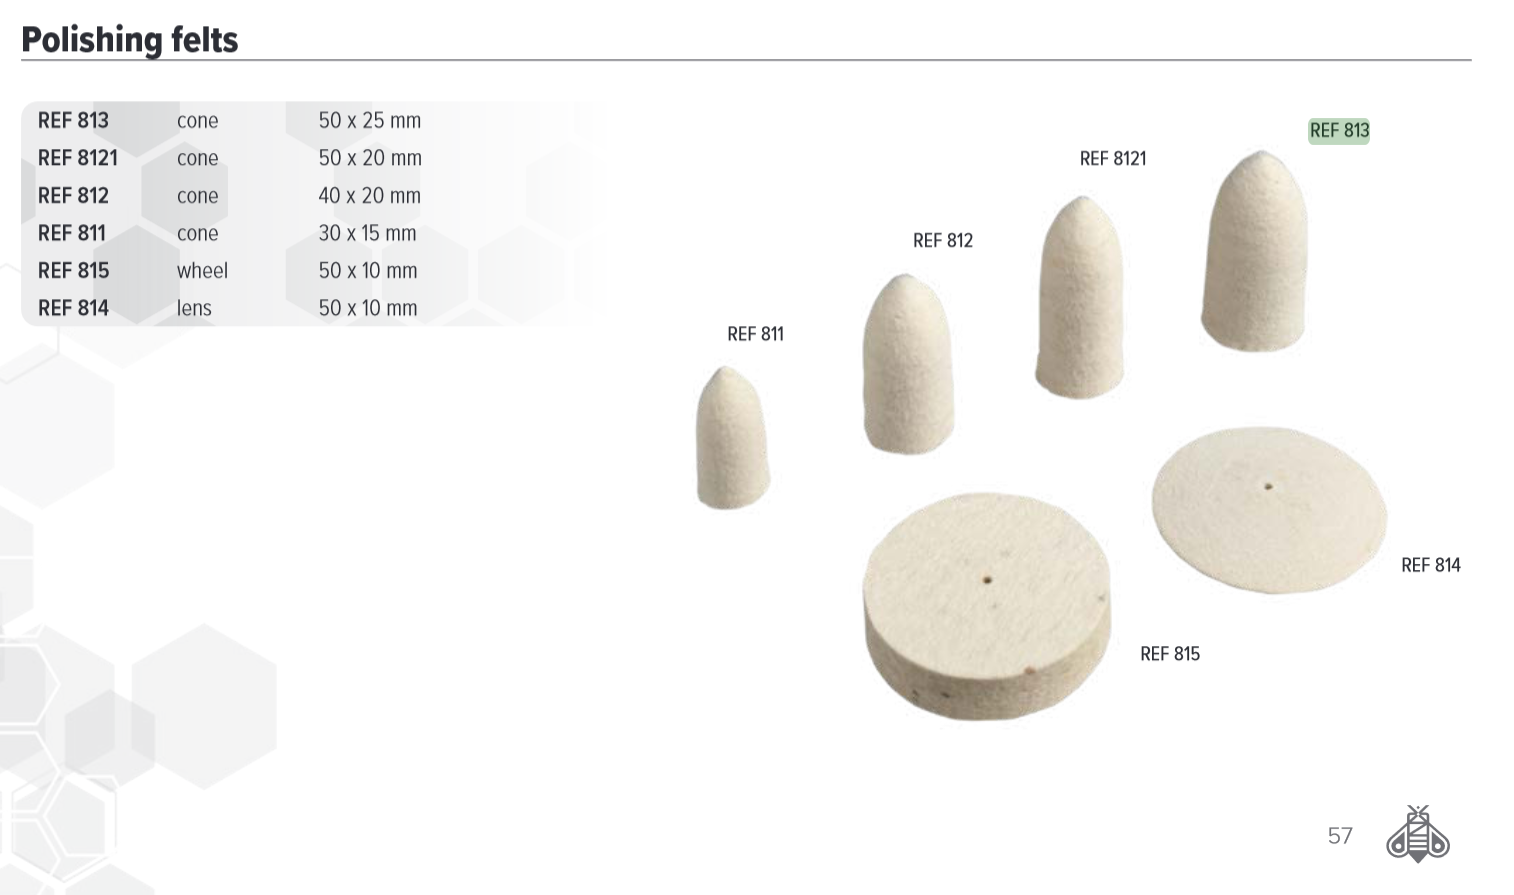 Polishing felts
REF 813 cone 50 x 25 mm
REF 8121 cone 50 x 20 mm
REF 812 cone 40 x 20 mm
REF 811 cone 30 x 15 mm
REF 815 wheel 50 x 10 mm
REF 814 lens 50 x 10 mm
REF 813
REF 8121
REF 812
REF 811
REF 814
REF 815
57